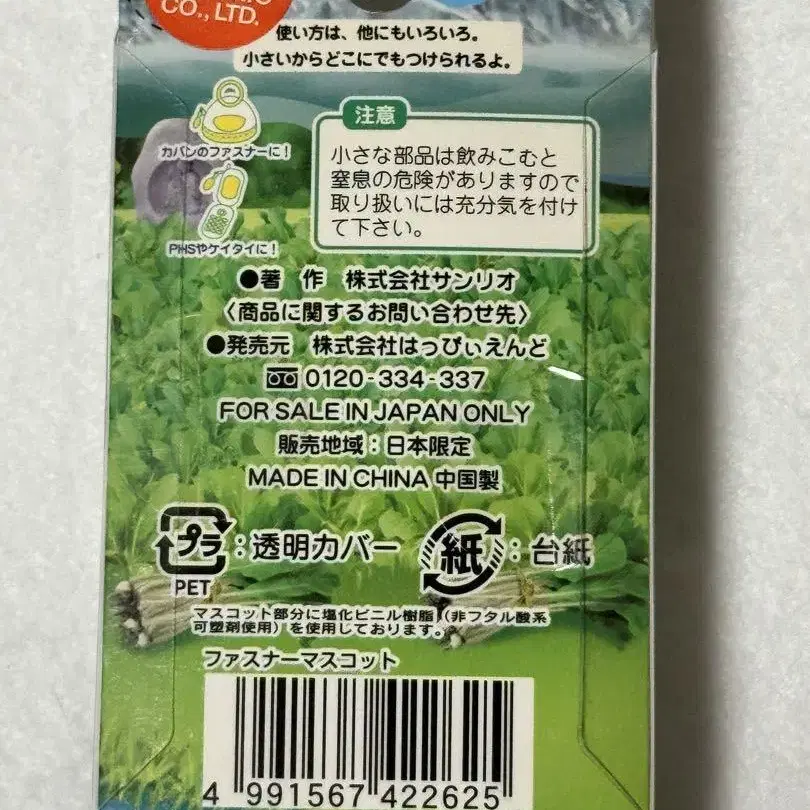 CO., LTD.
使い方は、他にもいろいろ。
小さいからどこにでもつけられるよ。
注意
カバンのファスナーに！
小さな部品は飲みこむと
窒息の危険がありますので
取り扱いには充分気を付け
て下さい。
PHSやケイタイに！
●著 作 株式会社サンリオ
〈商品に関するお問い合わせ先〉
●発売元 株式会社はっぴぃえんど
0120-334-337
FOR SALE IN JAPAN ONLY
販売地域：日本限定
MADE IN CHINA 中国製
プラ：透明カバー 紙：台紙
PET
マスコット部分に塩化ビニル樹脂（非フタル酸系
可塑剤使用）を使用しております。
ファスナーマスコット
4 991567 422625